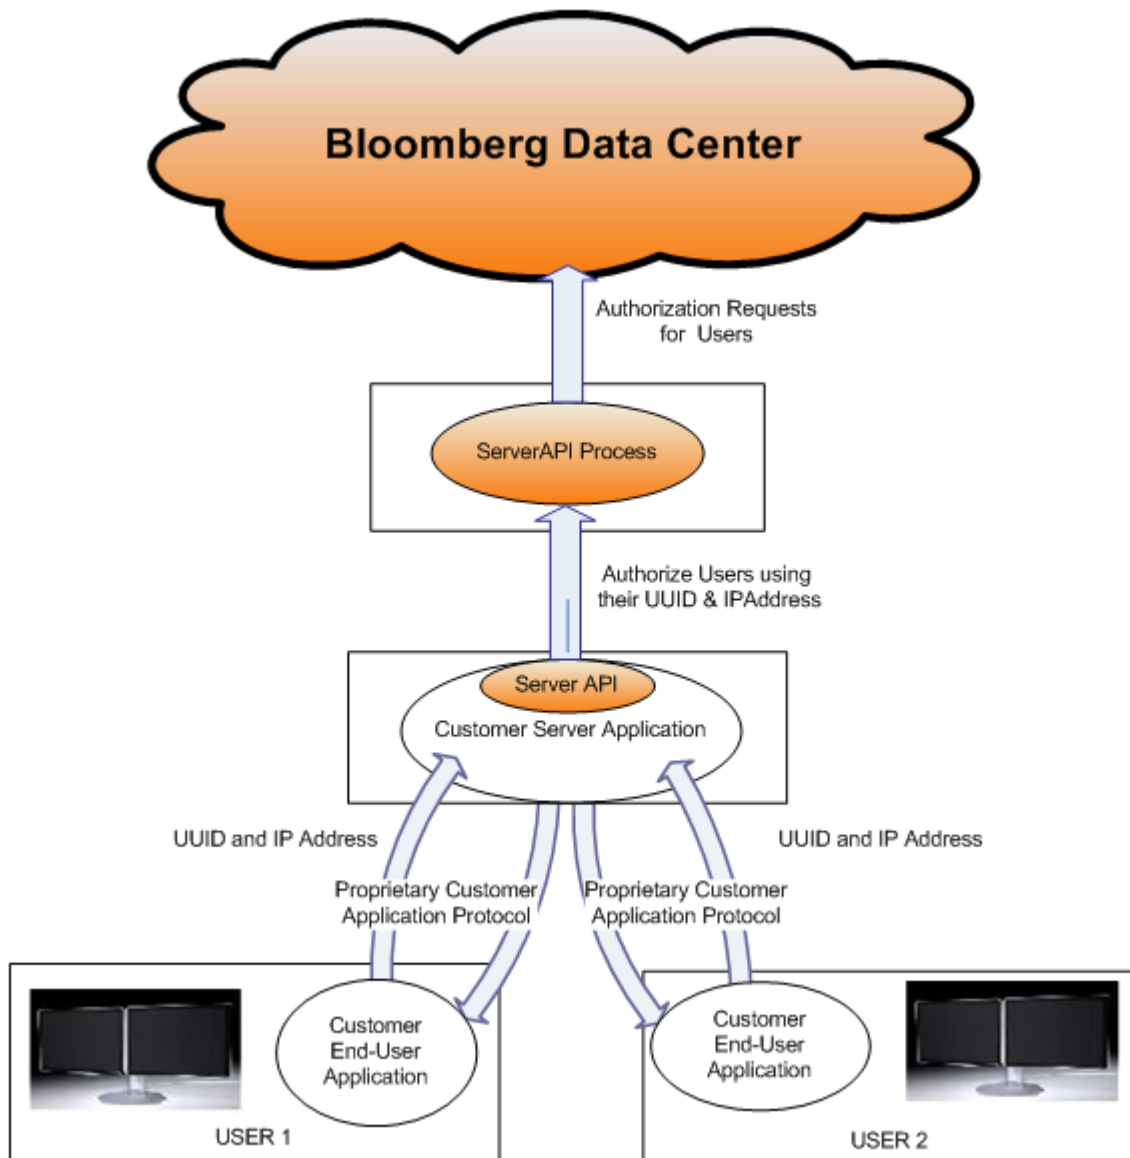 Bloomberg Data Center
Authorization Requests
for Users
ServerAPI Process
Authorize Users using
their UUID & IPAddress
Server API
Customer Server Application
UUID and IP Address
UUID and IP Address
Proprietary Customer
Application Protocol
Proprietary Customer
Application Protocol
Customer
End-User
Application
USER 1
Customer
End-User
Application
USER 2